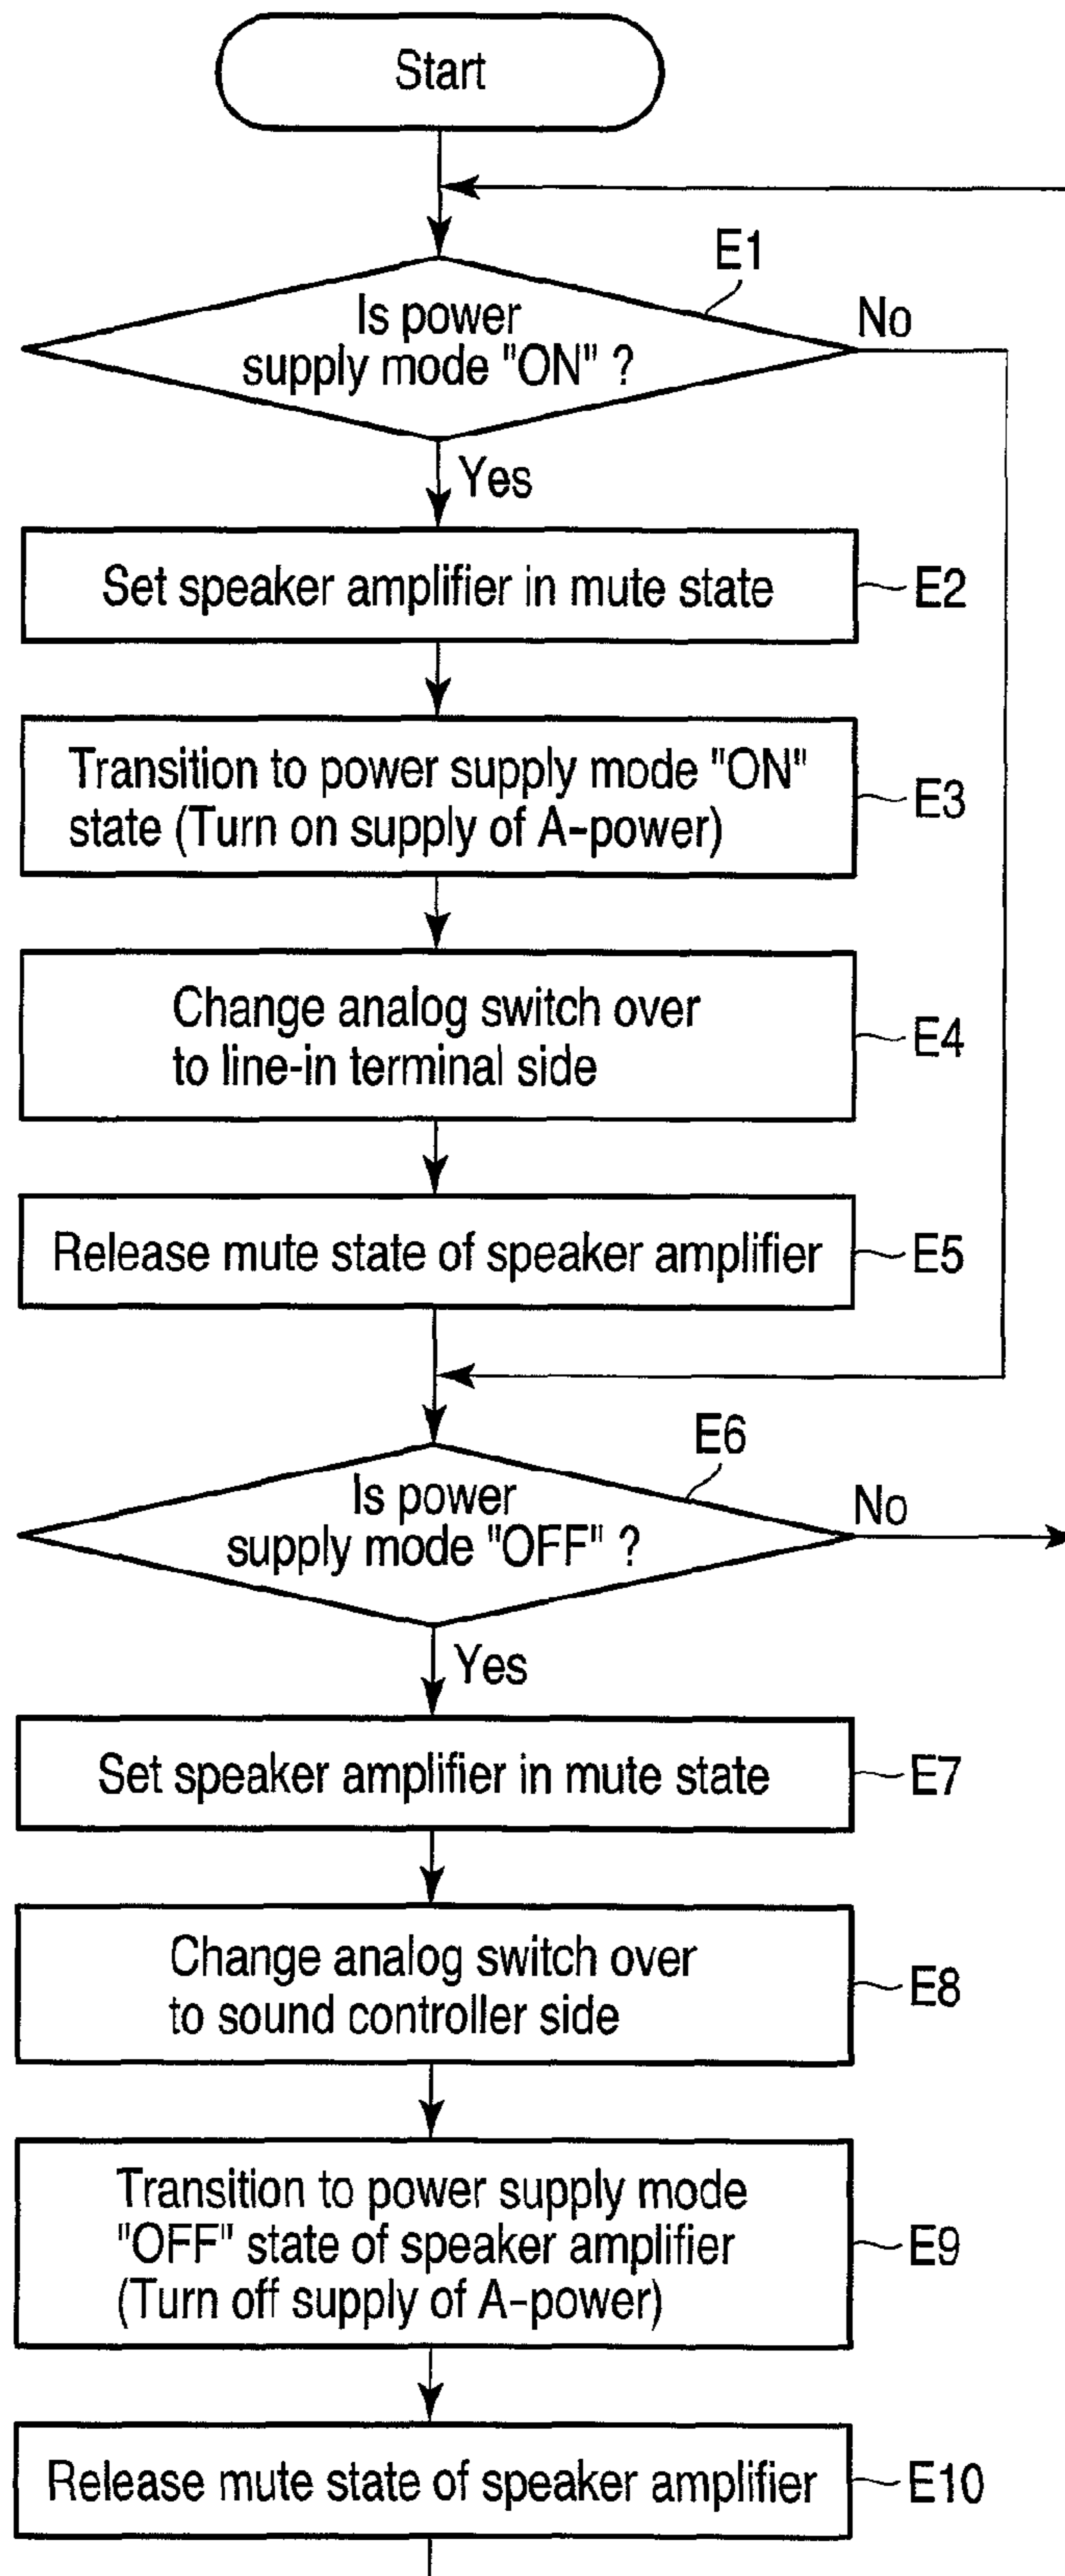 Start
E1
Is power
supply mode "ON" ?
No
Yes
Set speaker amplifier in mute state
E2
Transition to power supply mode "ON"
state (Turn on supply of A-power)
E3
Change analog switch over
to line-in terminal side
E4
Release mute state of speaker amplifier
E5
E6
Is power
supply mode "OFF" ?
No
Yes
Set speaker amplifier in mute state
E7
Change analog switch over
to sound controller side
E8
Transition to power supply mode
"OFF" state of speaker amplifier
(Turn off supply of A-power)
E9
Release mute state of speaker amplifier
E10